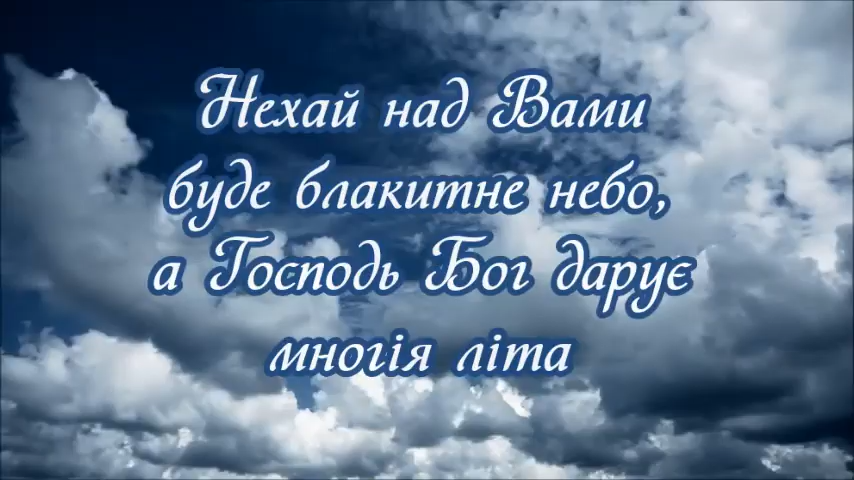 Нехай над Вами
буде блакитне небо,
а Господь Бог дарує
многія літа